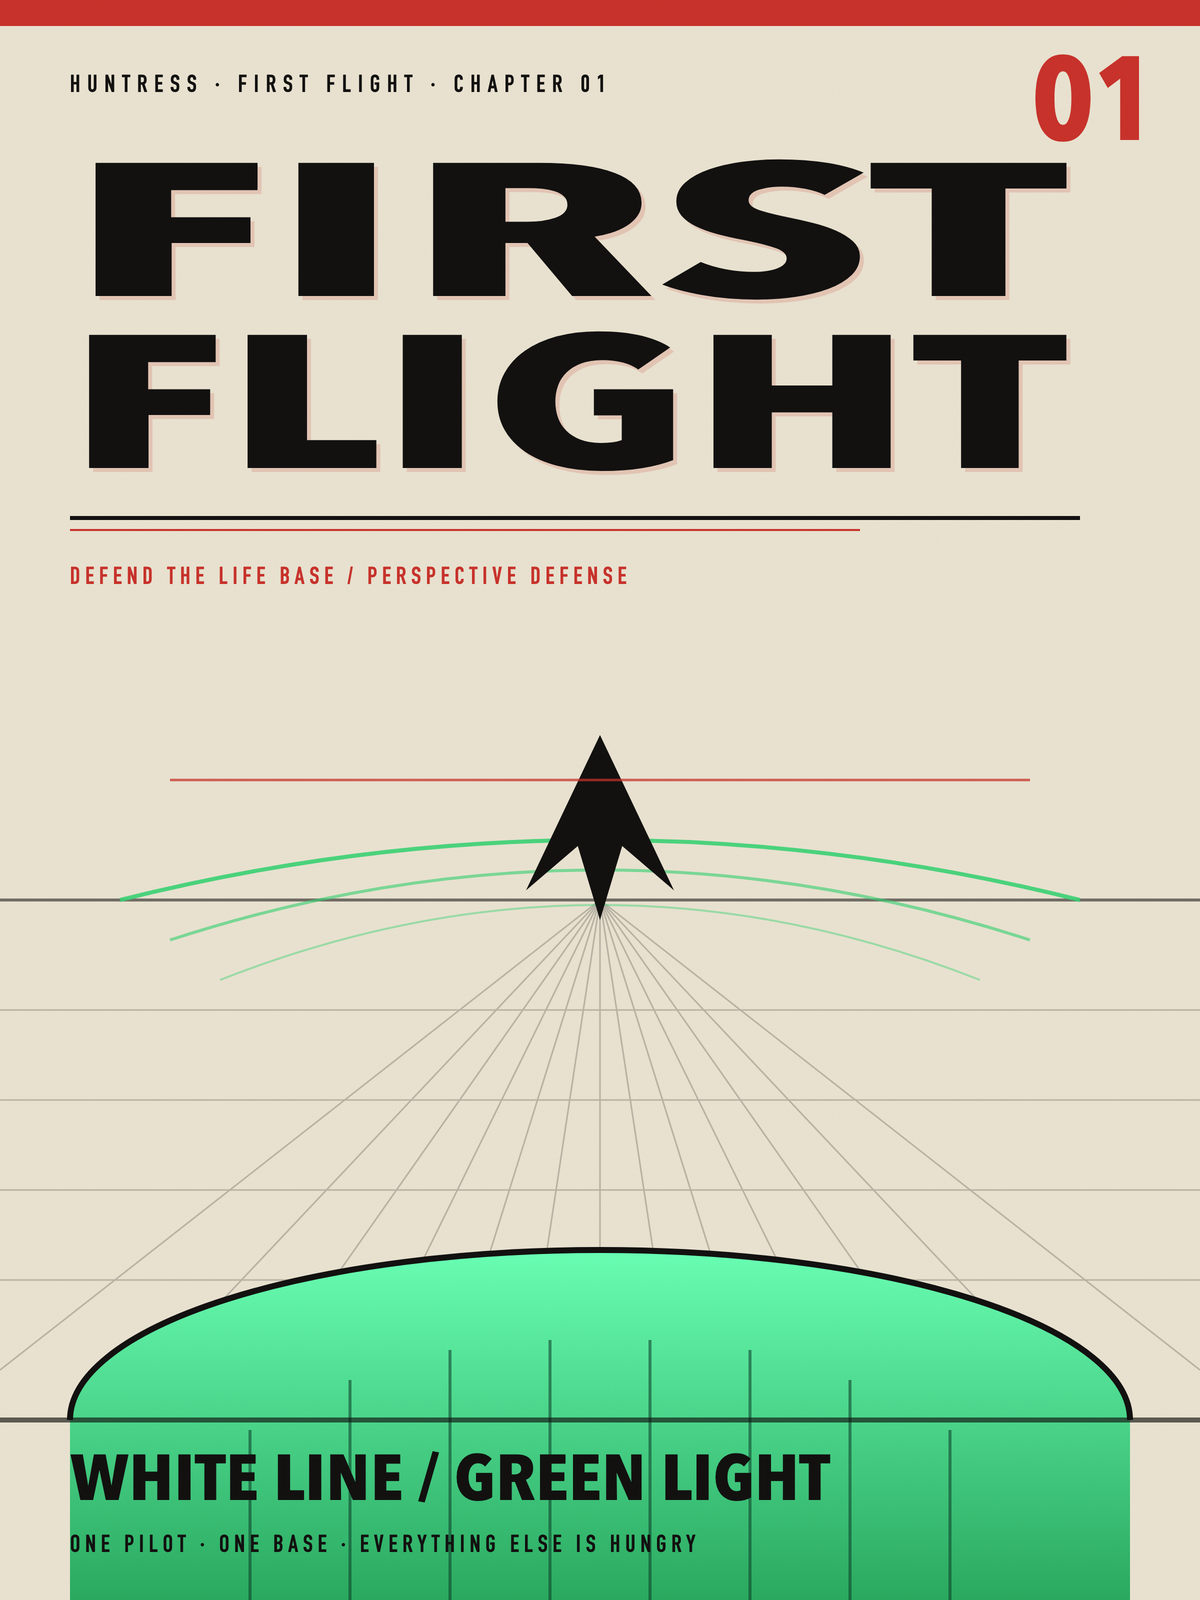 HUNTRESS · FIRST FLIGHT · CHAPTER 01
01
FIRST
FLIGHT
DEFEND THE LIFE BASE / PERSPECTIVE DEFENSE
WHITE LINE / GREEN LIGHT
ONE PILOT · ONE BASE · EVERYTHING ELSE IS HUNGRY